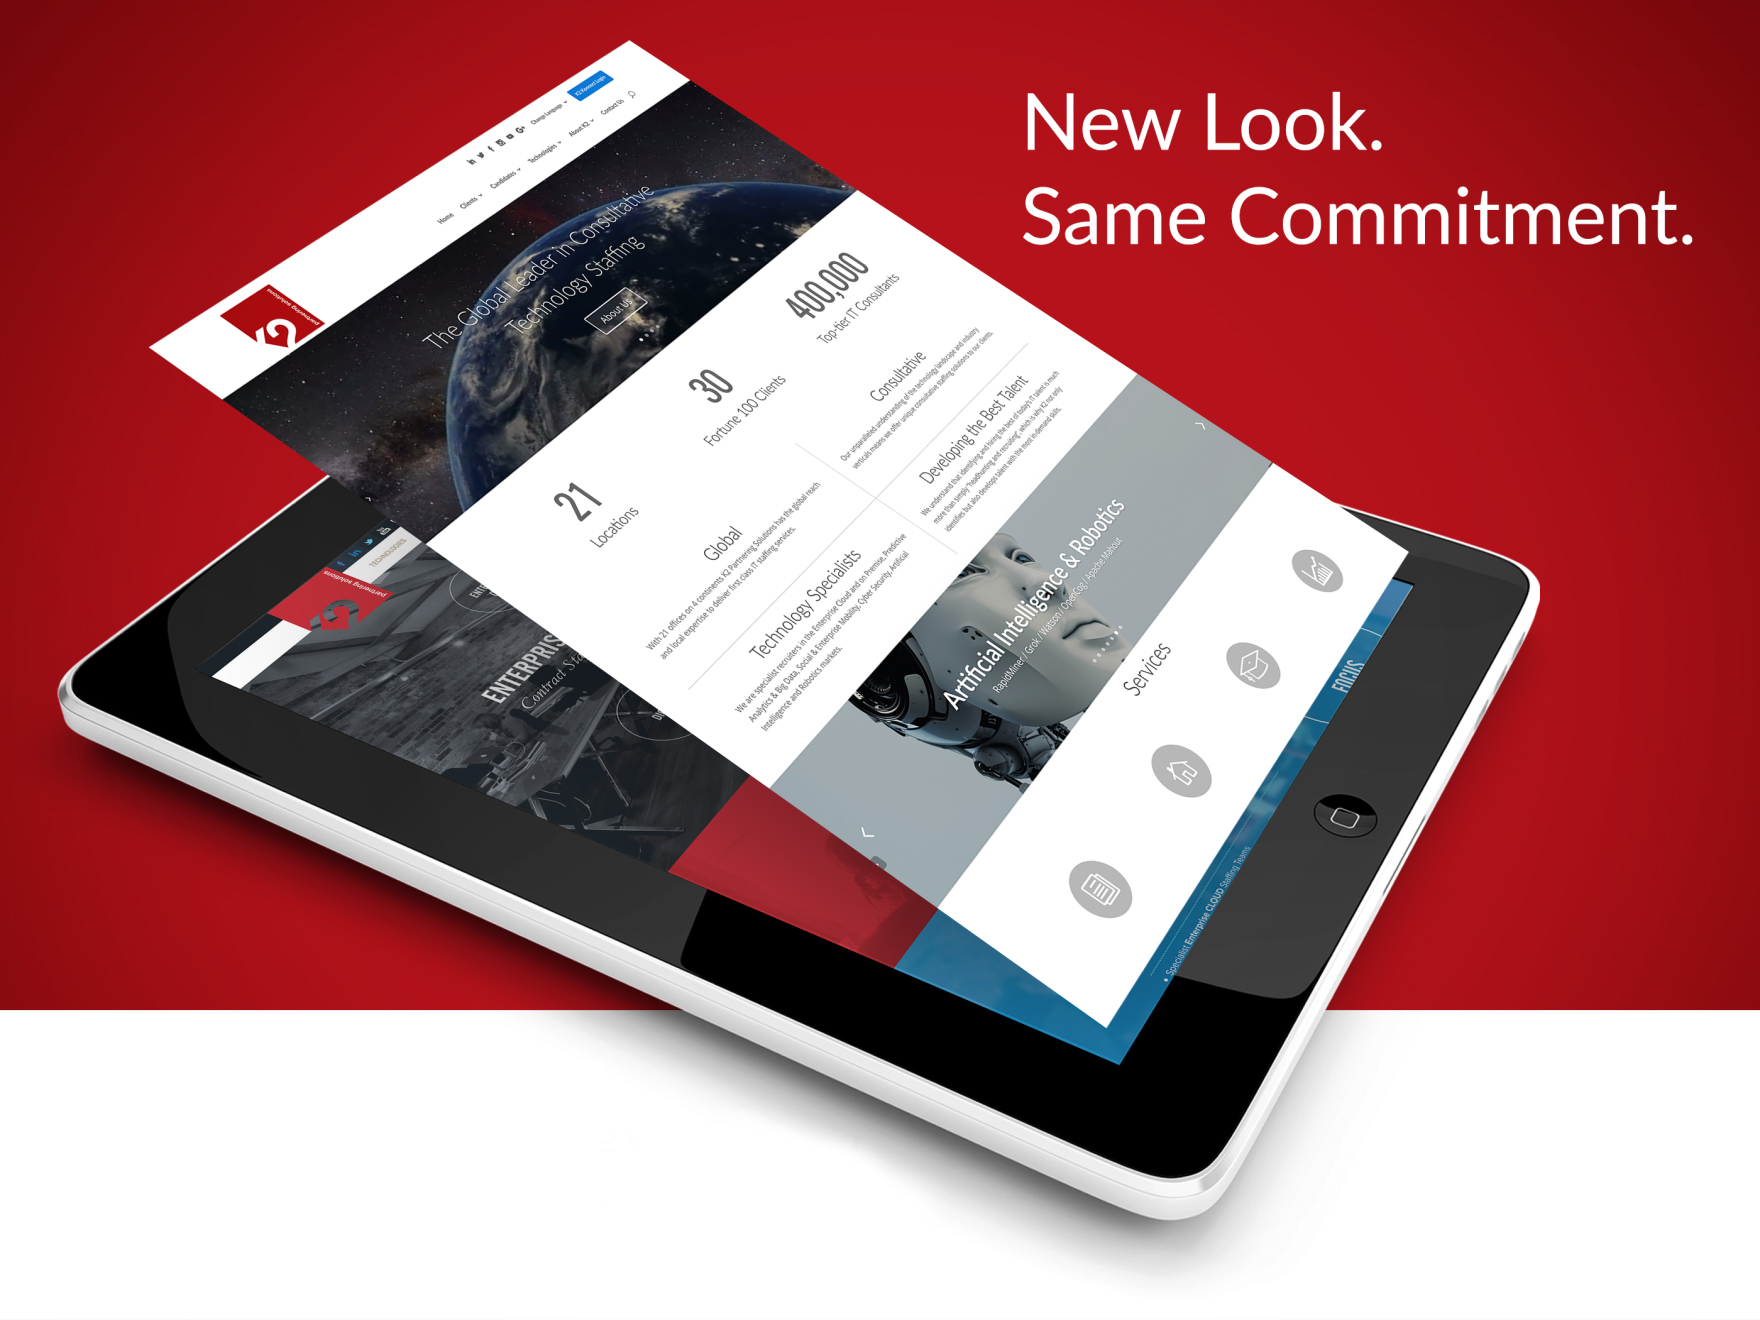 New Look.
Same Commitment.
Change Language
K2 Konnect Login
Home
Clients
Candidates
Technologies
About K2
Contact Us
K2
partnering solutions
The Global Leader in Consultative
Technology Staffing
About Us
21
Locations
30
Fortune 100 Clients
400,000
Top-tier IT Consultants
Global
With 21 offices on 4 continents K2 Partnering Solutions has the global reach
and local expertise to deliver first class IT staffing services.
Consultative
Our unparalleled understanding of the technology landscape and industry
verticals means we offer unique consultative staffing solutions to our clients.
Technology Specialists
We are specialist recruiters in the Enterprise Cloud and on Premise, Predictive
Analytics & Big Data, Social & Enterprise Mobility, Cyber Security, Artificial
Intelligence and Robotics markets.
Developing the Best Talent
We understand that identifying and hiring the best of today's IT talent is much
more than simply "headhunting and recruiting", which is why K2 not only
identifies but also develops talent with the most in-demand skills.
Artificial Intelligence & Robotics
RapidMiner / Grok / Watson / OpenCog / Apache Mahout
Services
TECHNOLOGIES
K2
partnering solutions
ENTERPRIS
Contract Sta
FOCUS
• Specialist Enterprise CLOUD Staffing Teams